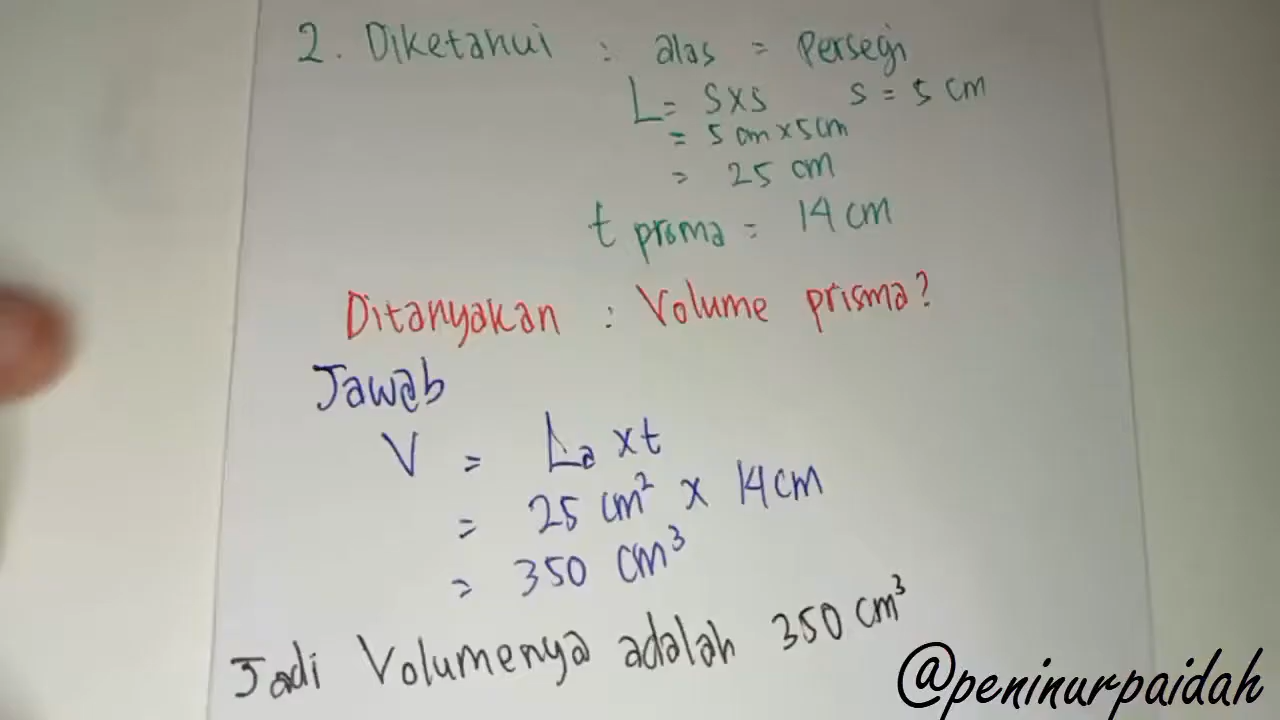 2. Diketahui : alas = Persegi
L = s x s s = 5 cm
= 5 cm x 5 cm
= 25 cm
t prisma = 14 cm
Ditanyakan : Volume prisma?
Jawab
V = La x t
= 25 cm² x 14 cm
= 350 cm³
Jadi Volumenya adalah 350 cm³
@peninurpaidah